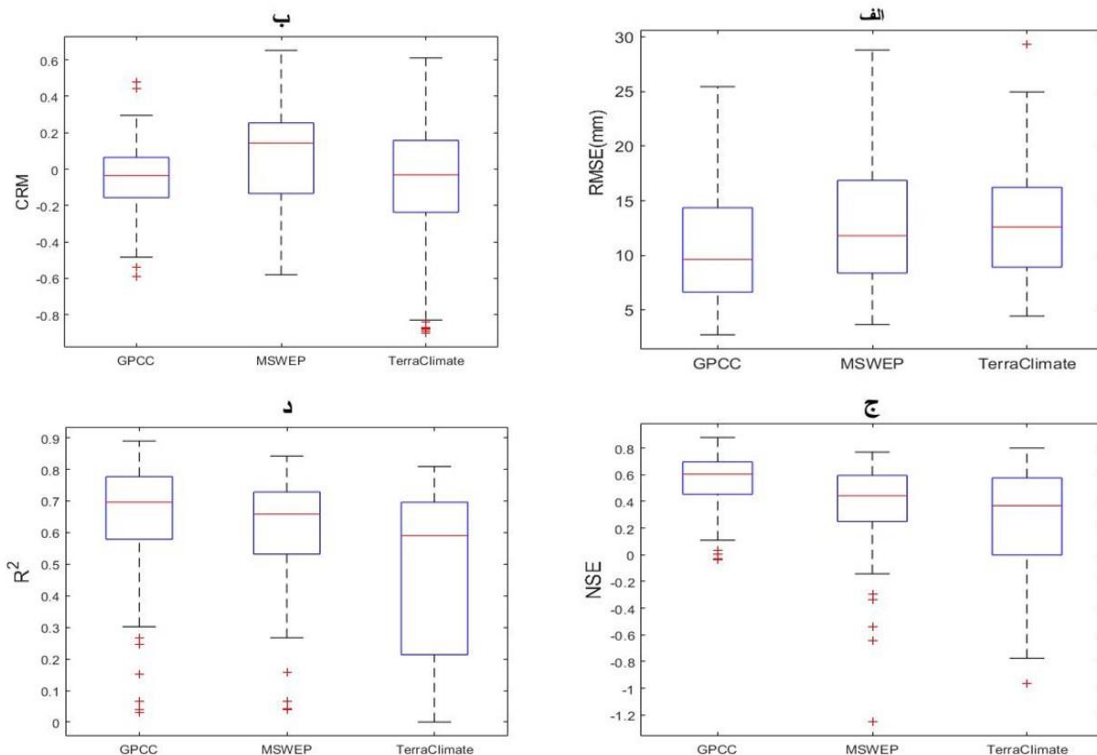 الف
RMSE(mm)
30
25
20
15
10
5
GPCC MSWEP TerraClimate
ب
CRM
0.6
0.4
0.2
0
-0.2
-0.4
-0.6
-0.8
GPCC MSWEP TerraClimate
ج
NSE
0.8
0.6
0.4
0.2
0
-0.2
-0.4
-0.6
-0.8
-1
-1.2
GPCC MSWEP TerraClimate
د
R²
0.9
0.8
0.7
0.6
0.5
0.4
0.3
0.2
0.1
0
GPCC MSWEP TerraClimate